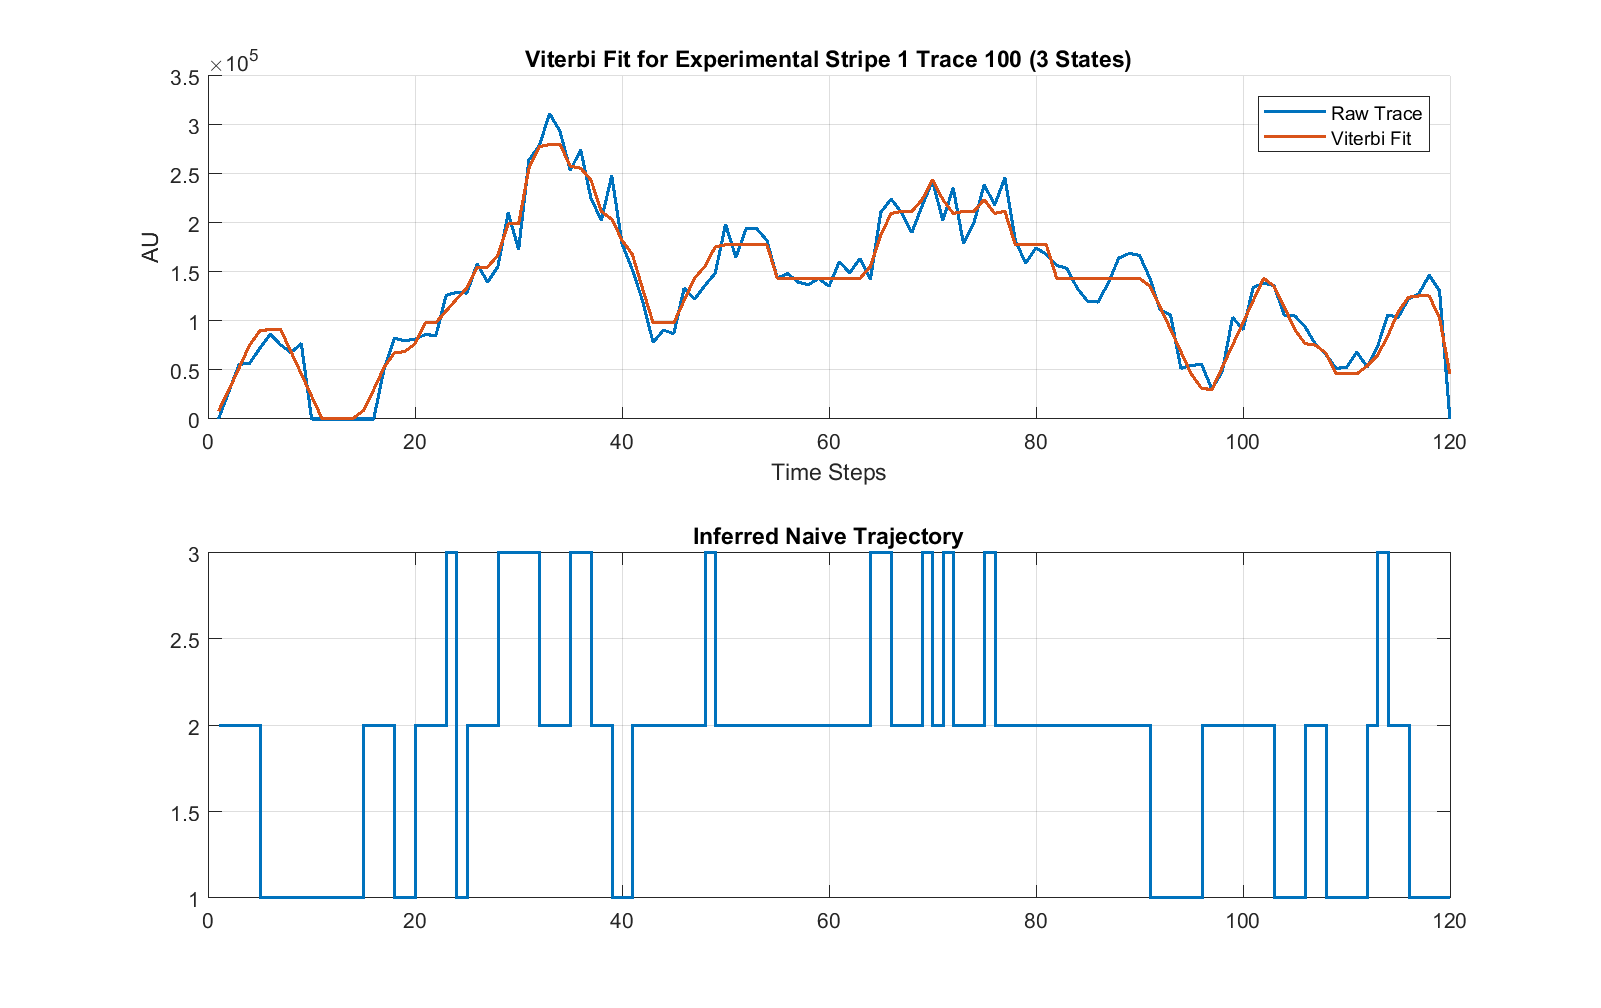 Viterbi Fit for Experimental Stripe 1 Trace 100 (3 States)
×10⁵
3.5
3
2.5
2
1.5
1
0.5
0
AU
Raw Trace
Viterbi Fit
0 20 40 60 80 100 120
Time Steps
Inferred Naive Trajectory
3
2.5
2
1.5
1
0 20 40 60 80 100 120